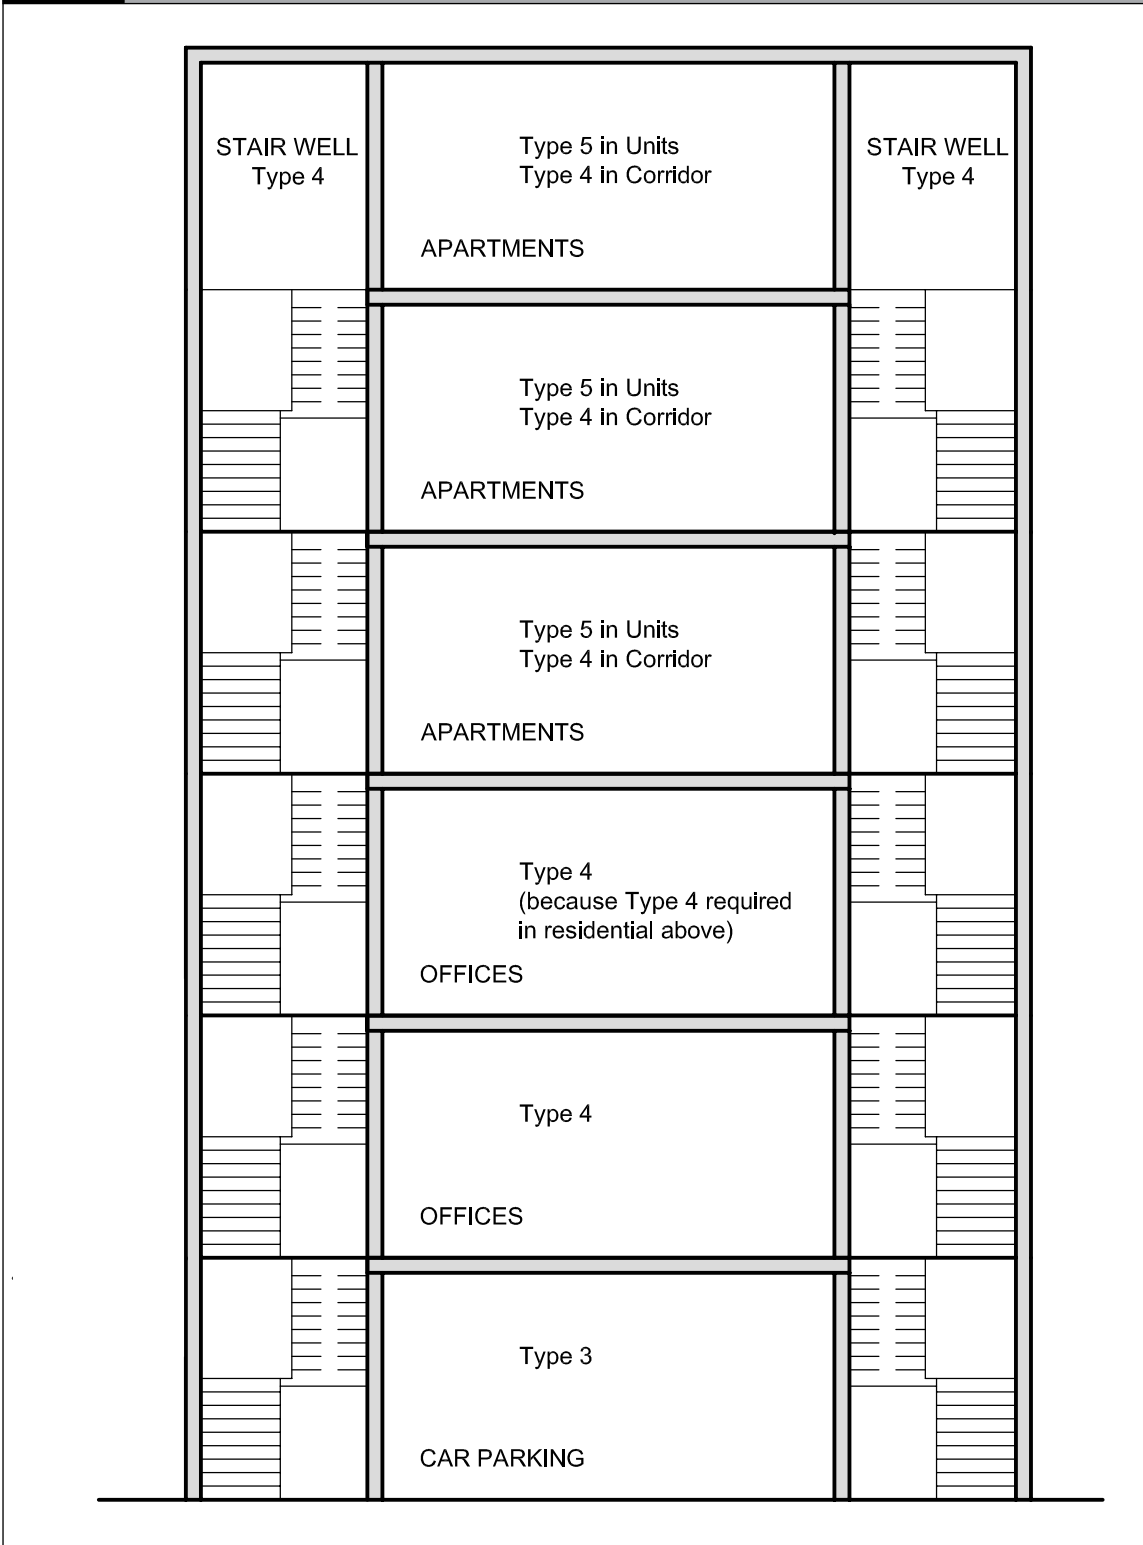 STAIR WELL
Type 4
Type 5 in Units
Type 4 in Corridor
APARTMENTS
STAIR WELL
Type 4
Type 5 in Units
Type 4 in Corridor
APARTMENTS
Type 5 in Units
Type 4 in Corridor
APARTMENTS
Type 4
(because Type 4 required
in residential above)
OFFICES
Type 4
OFFICES
Type 3
CAR PARKING